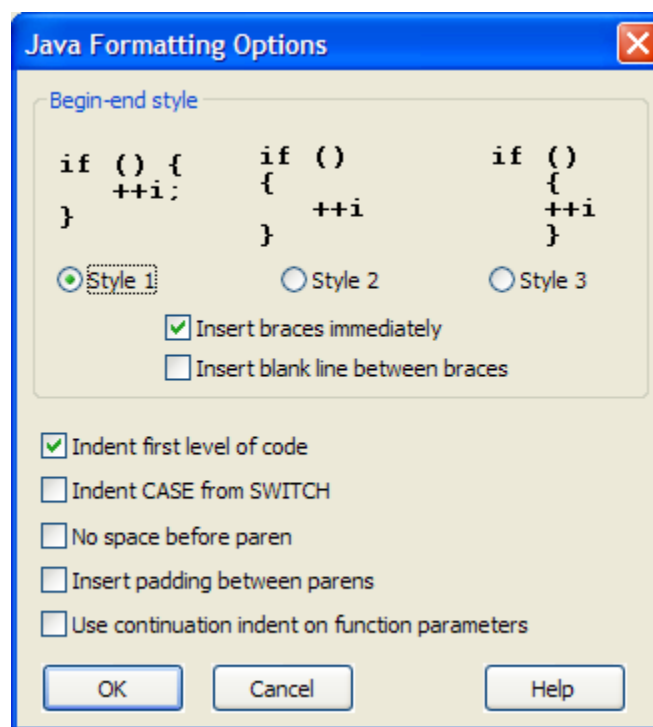 Java Formatting Options
Begin-end style
if () {
    ++i;
}
if ()
{
    ++i
}
if ()
    {
    ++i
    }
Style 1
Style 2
Style 3
Insert braces immediately
Insert blank line between braces
Indent first level of code
Indent CASE from SWITCH
No space before paren
Insert padding between parens
Use continuation indent on function parameters
OK
Cancel
Help